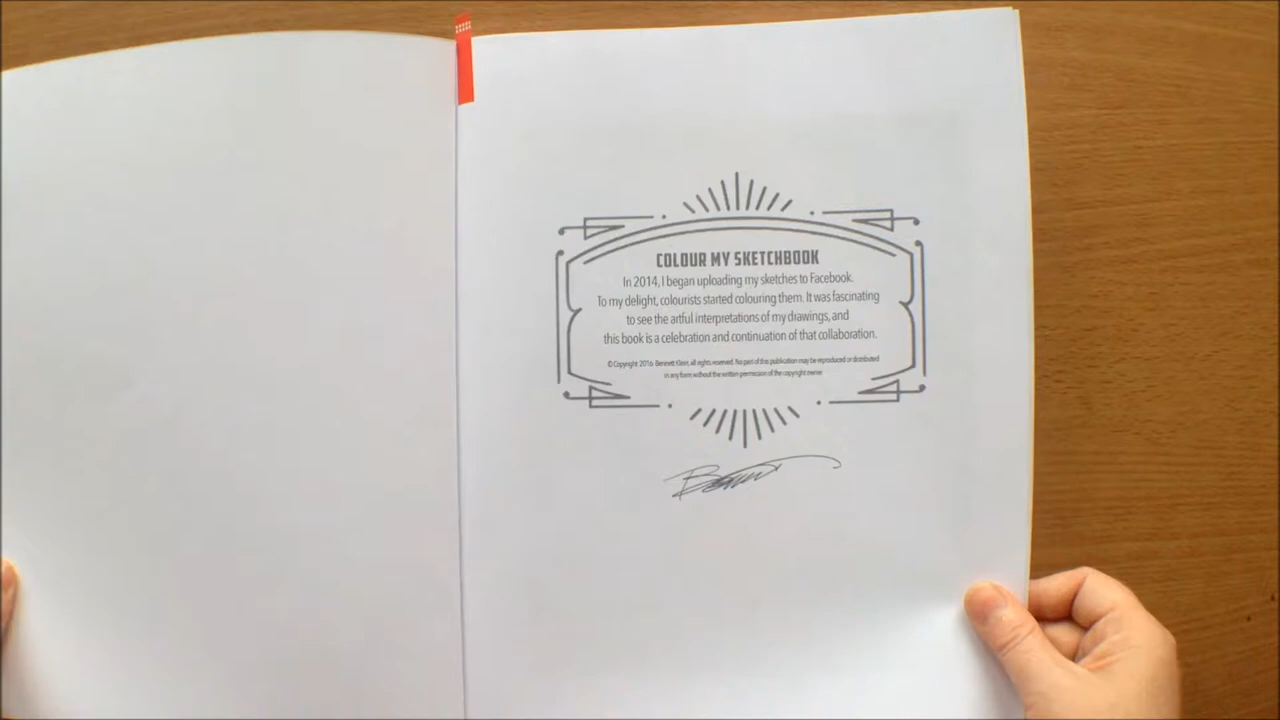 COLOUR MY SKETCHBOOK
In 2014, I began uploading my sketches to Facebook.
To my delight, colourists started colouring them. It was fascinating
to see the artful interpretations of my drawings, and
this book is a celebration and continuation of that collaboration.
© Copyright 2016 Bennett Klein, all rights reserved. No part of this publication may be reproduced or distributed
in any form without the written permission of the copyright owner